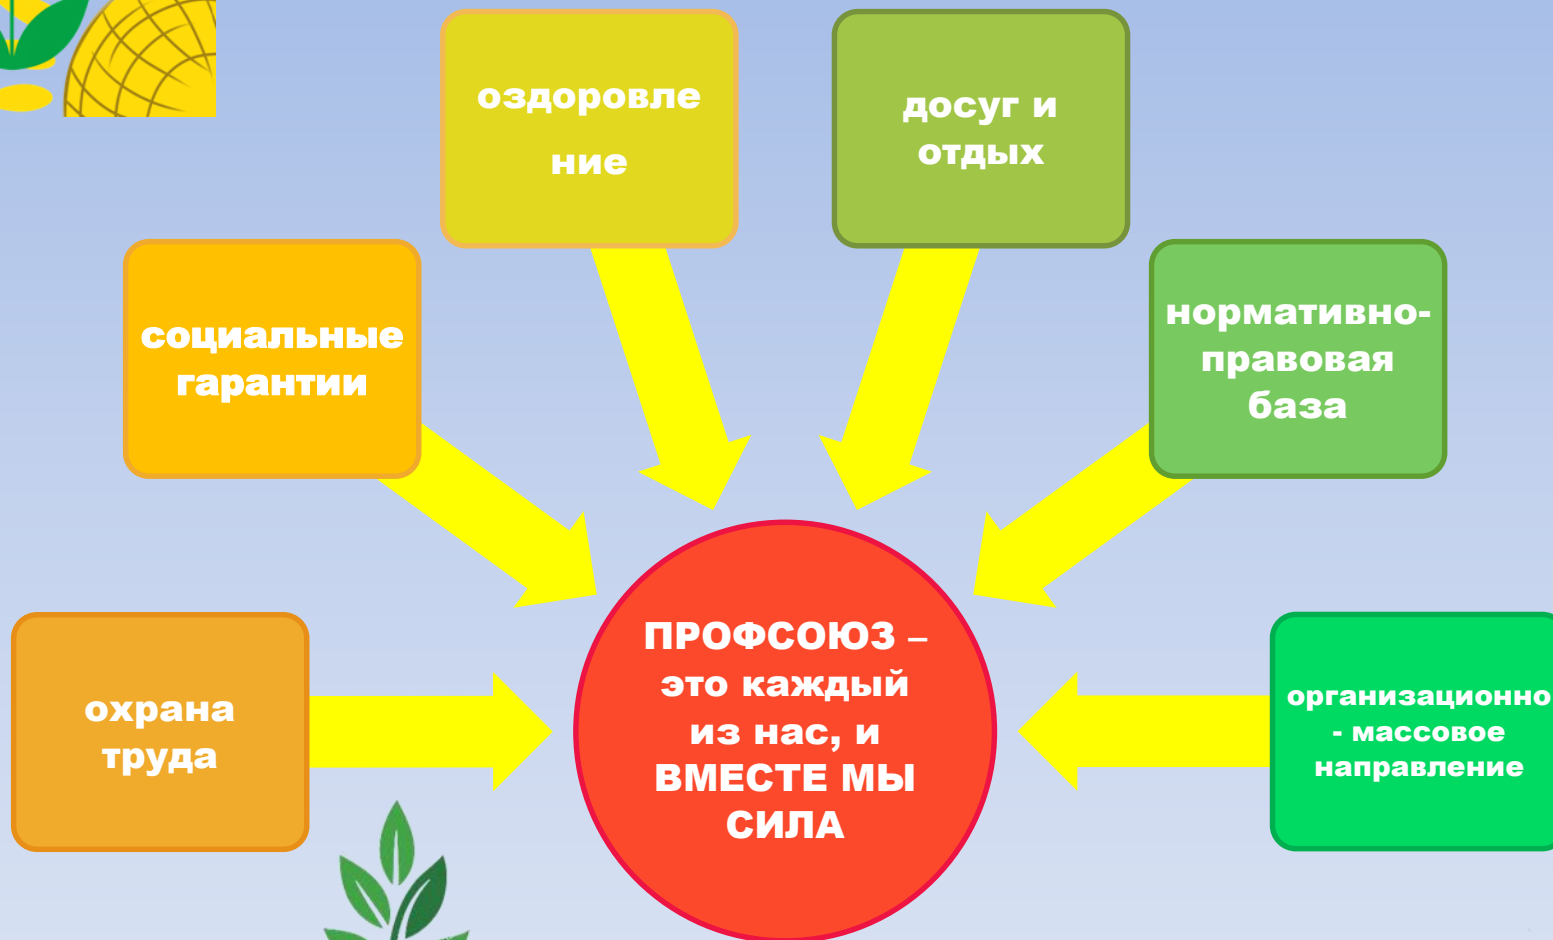 оздоровле
ние
досуг и
отдых
социальные
гарантии
нормативно-
правовая
база
охрана
труда
ПРОФСОЮЗ –
это каждый
из нас, и
ВМЕСТЕ МЫ
СИЛА
организационно
- массовое
направление